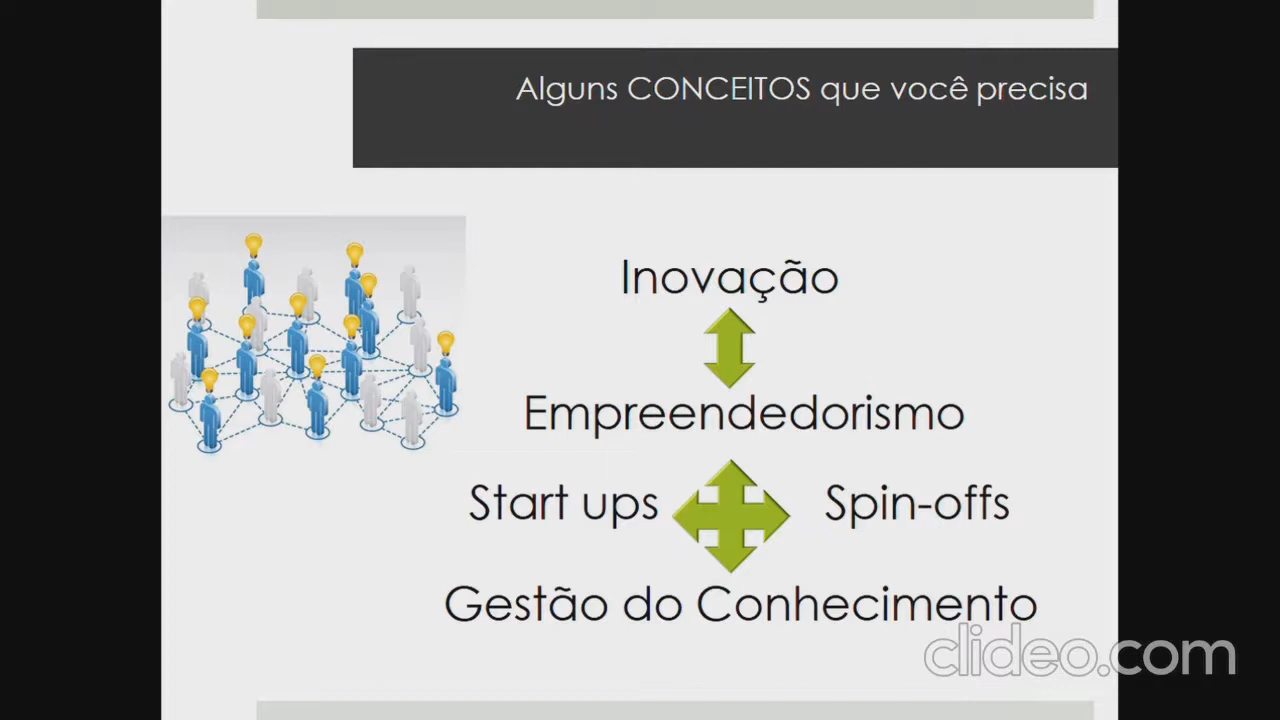 Alguns CONCEITOS que você precisa
Inovação
Empreendedorismo
Start ups Spin-offs
Gestão do Conhecimento
clideo.com